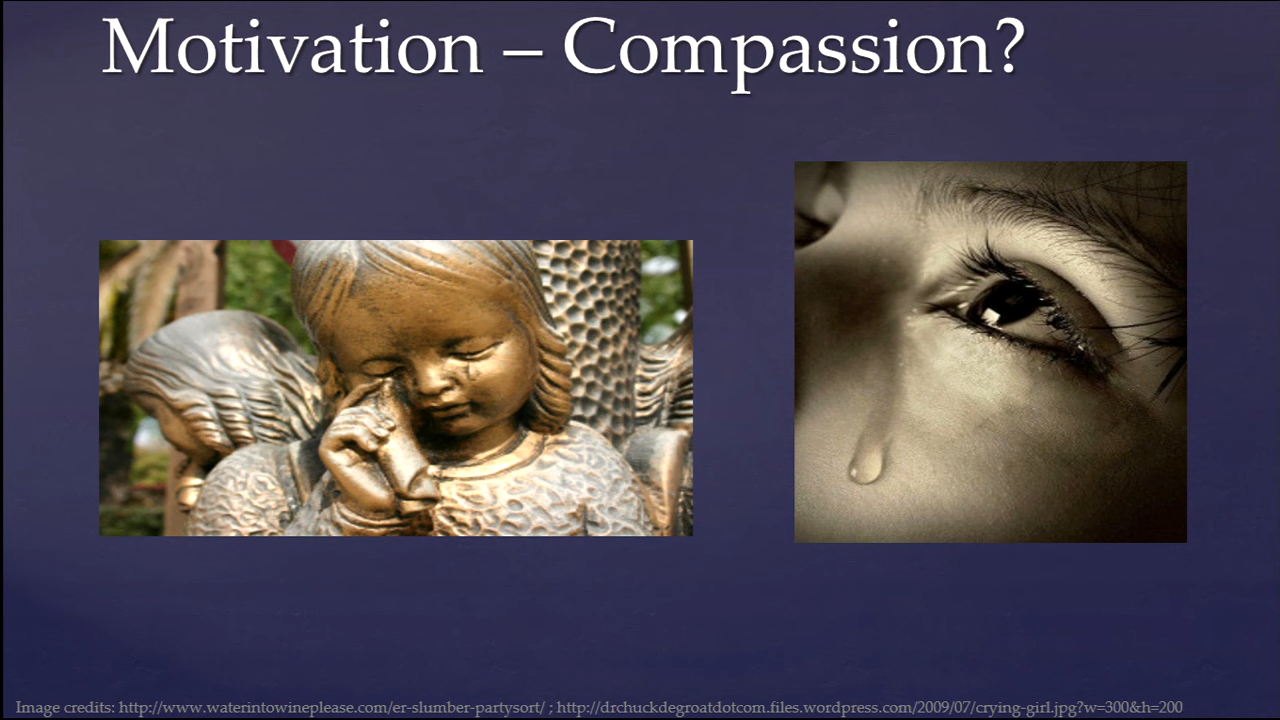 Motivation – Compassion?
Image credits: http://www.waterintowineplease.com/er-slumber-partysort/ ; http://drchuckdegroatdotcom.files.wordpress.com/2009/07/crying-girl.jpg?w=300&h=200